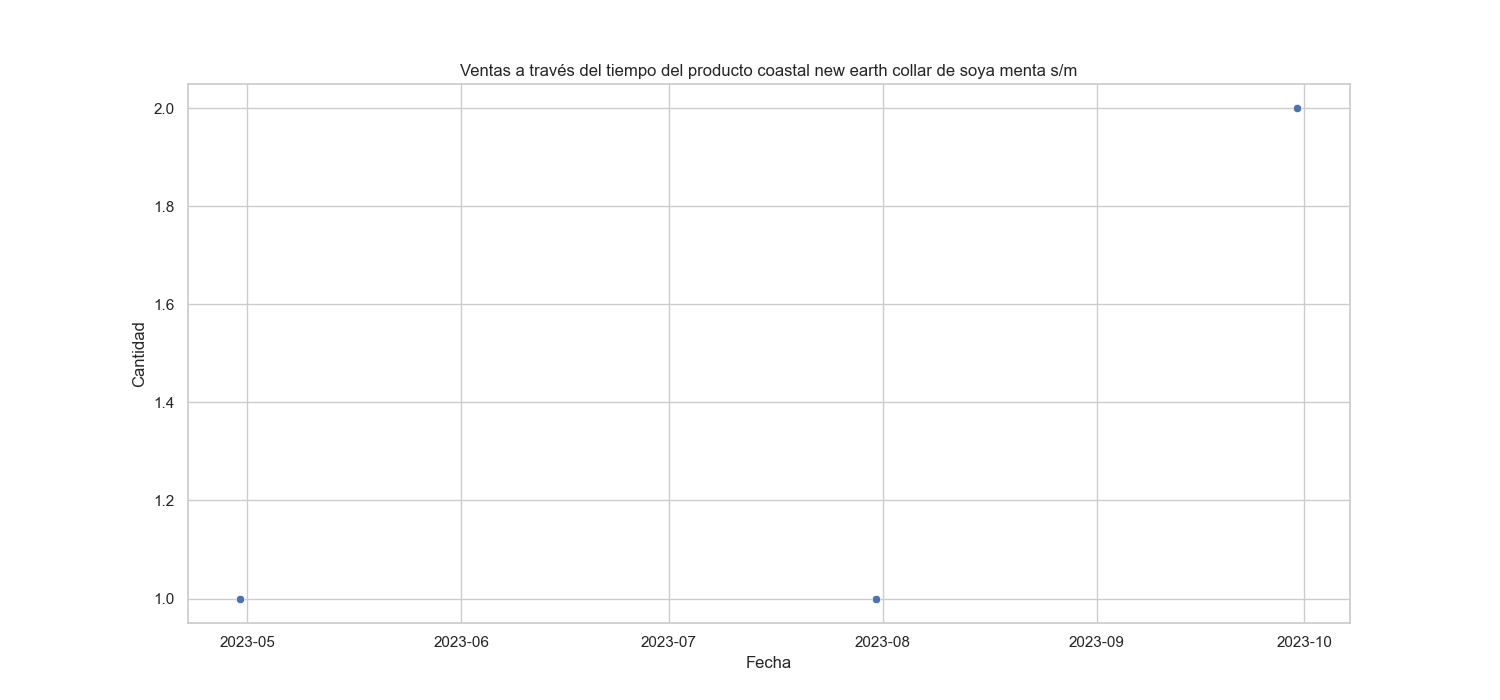 Ventas a través del tiempo del producto coastal new earth collar de soya menta s/m
2.0
1.8
1.6
1.4
1.2
1.0
Cantidad
2023-05 2023-06 2023-07 2023-08 2023-09 2023-10
Fecha